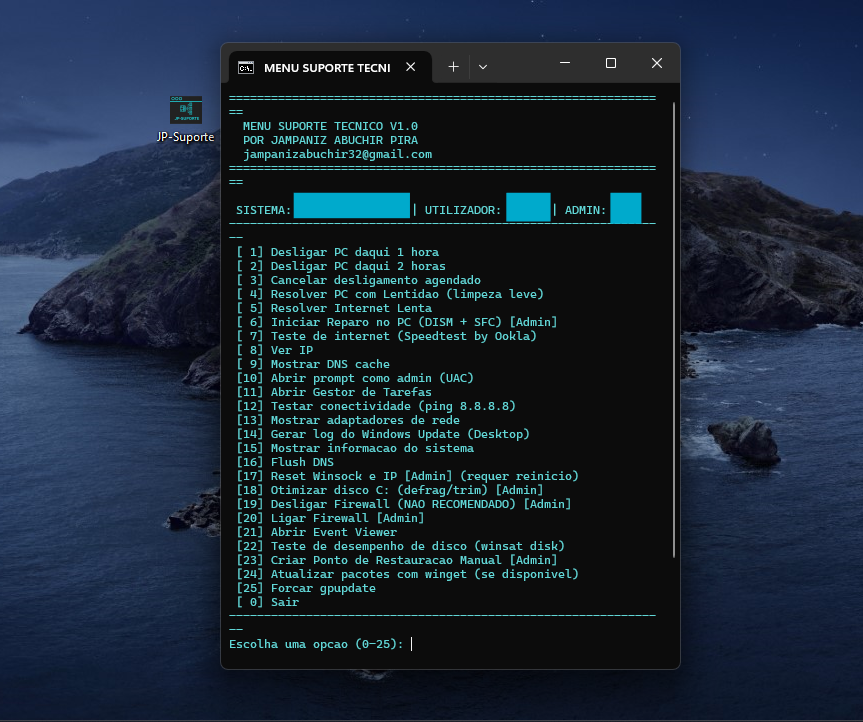 MENU SUPORTE TECNI
JP-Suporte
============================================================
==
MENU SUPORTE TECNICO V1.0
POR JAMPANIZ ABUCHIR PIRA
jampanizabuchir32@gmail.com
============================================================
==
SISTEMA: | UTILIZADOR: | ADMIN:
------------------------------------------------------------
--
[ 1] Desligar PC daqui 1 hora
[ 2] Desligar PC daqui 2 horas
[ 3] Cancelar desligamento agendado
[ 4] Resolver PC com Lentidao (limpeza leve)
[ 5] Resolver Internet Lenta
[ 6] Iniciar Reparo no PC (DISM + SFC) [Admin]
[ 7] Teste de internet (Speedtest by Ookla)
[ 8] Ver IP
[ 9] Mostrar DNS cache
[10] Abrir prompt como admin (UAC)
[11] Abrir Gestor de Tarefas
[12] Testar conectividade (ping 8.8.8.8)
[13] Mostrar adaptadores de rede
[14] Gerar log do Windows Update (Desktop)
[15] Mostrar informacao do sistema
[16] Flush DNS
[17] Reset Winsock e IP [Admin] (requer reinicio)
[18] Otimizar disco C: (defrag/trim) [Admin]
[19] Desligar Firewall (NAO RECOMENDADO) [Admin]
[20] Ligar Firewall [Admin]
[21] Abrir Event Viewer
[22] Teste de desempenho de disco (winsat disk)
[23] Criar Ponto de Restauracao Manual [Admin]
[24] Atualizar pacotes com winget (se disponivel)
[25] Forcar gpupdate
[ 0] Sair
------------------------------------------------------------
--
Escolha uma opcao (0-25):